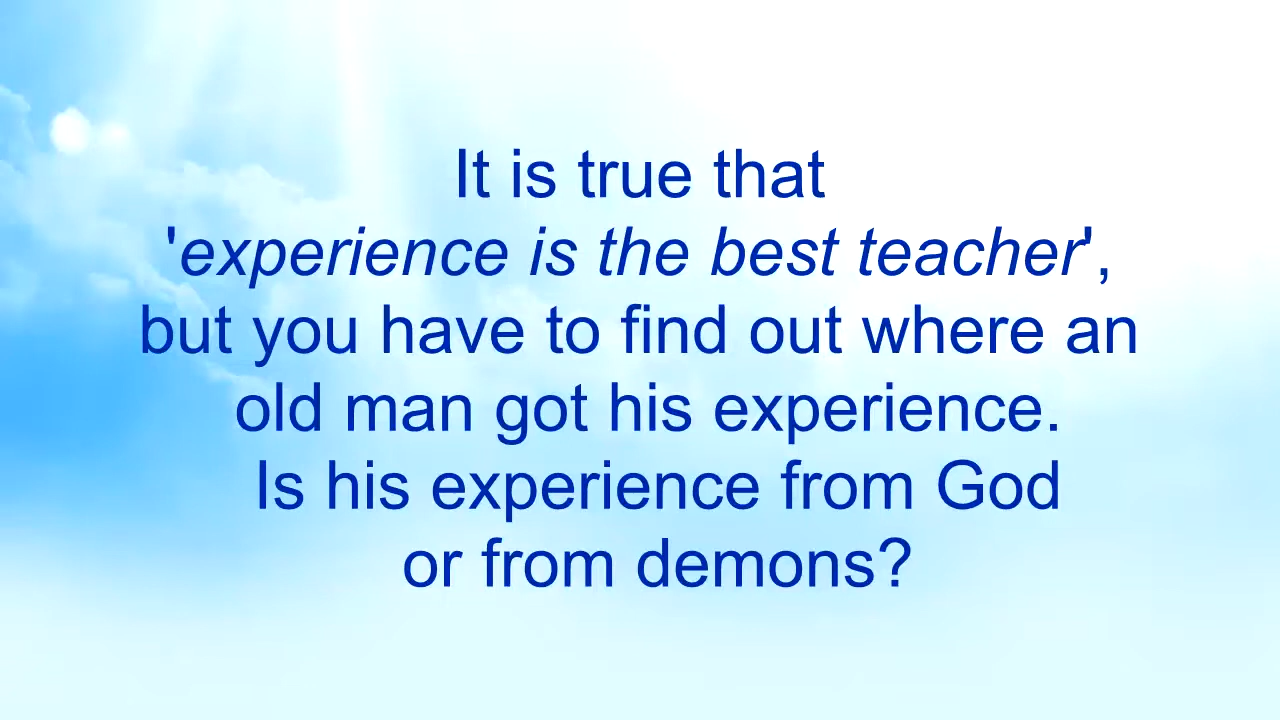 It is true that
'experience is the best teacher',
but you have to find out where an
old man got his experience.
Is his experience from God
or from demons?